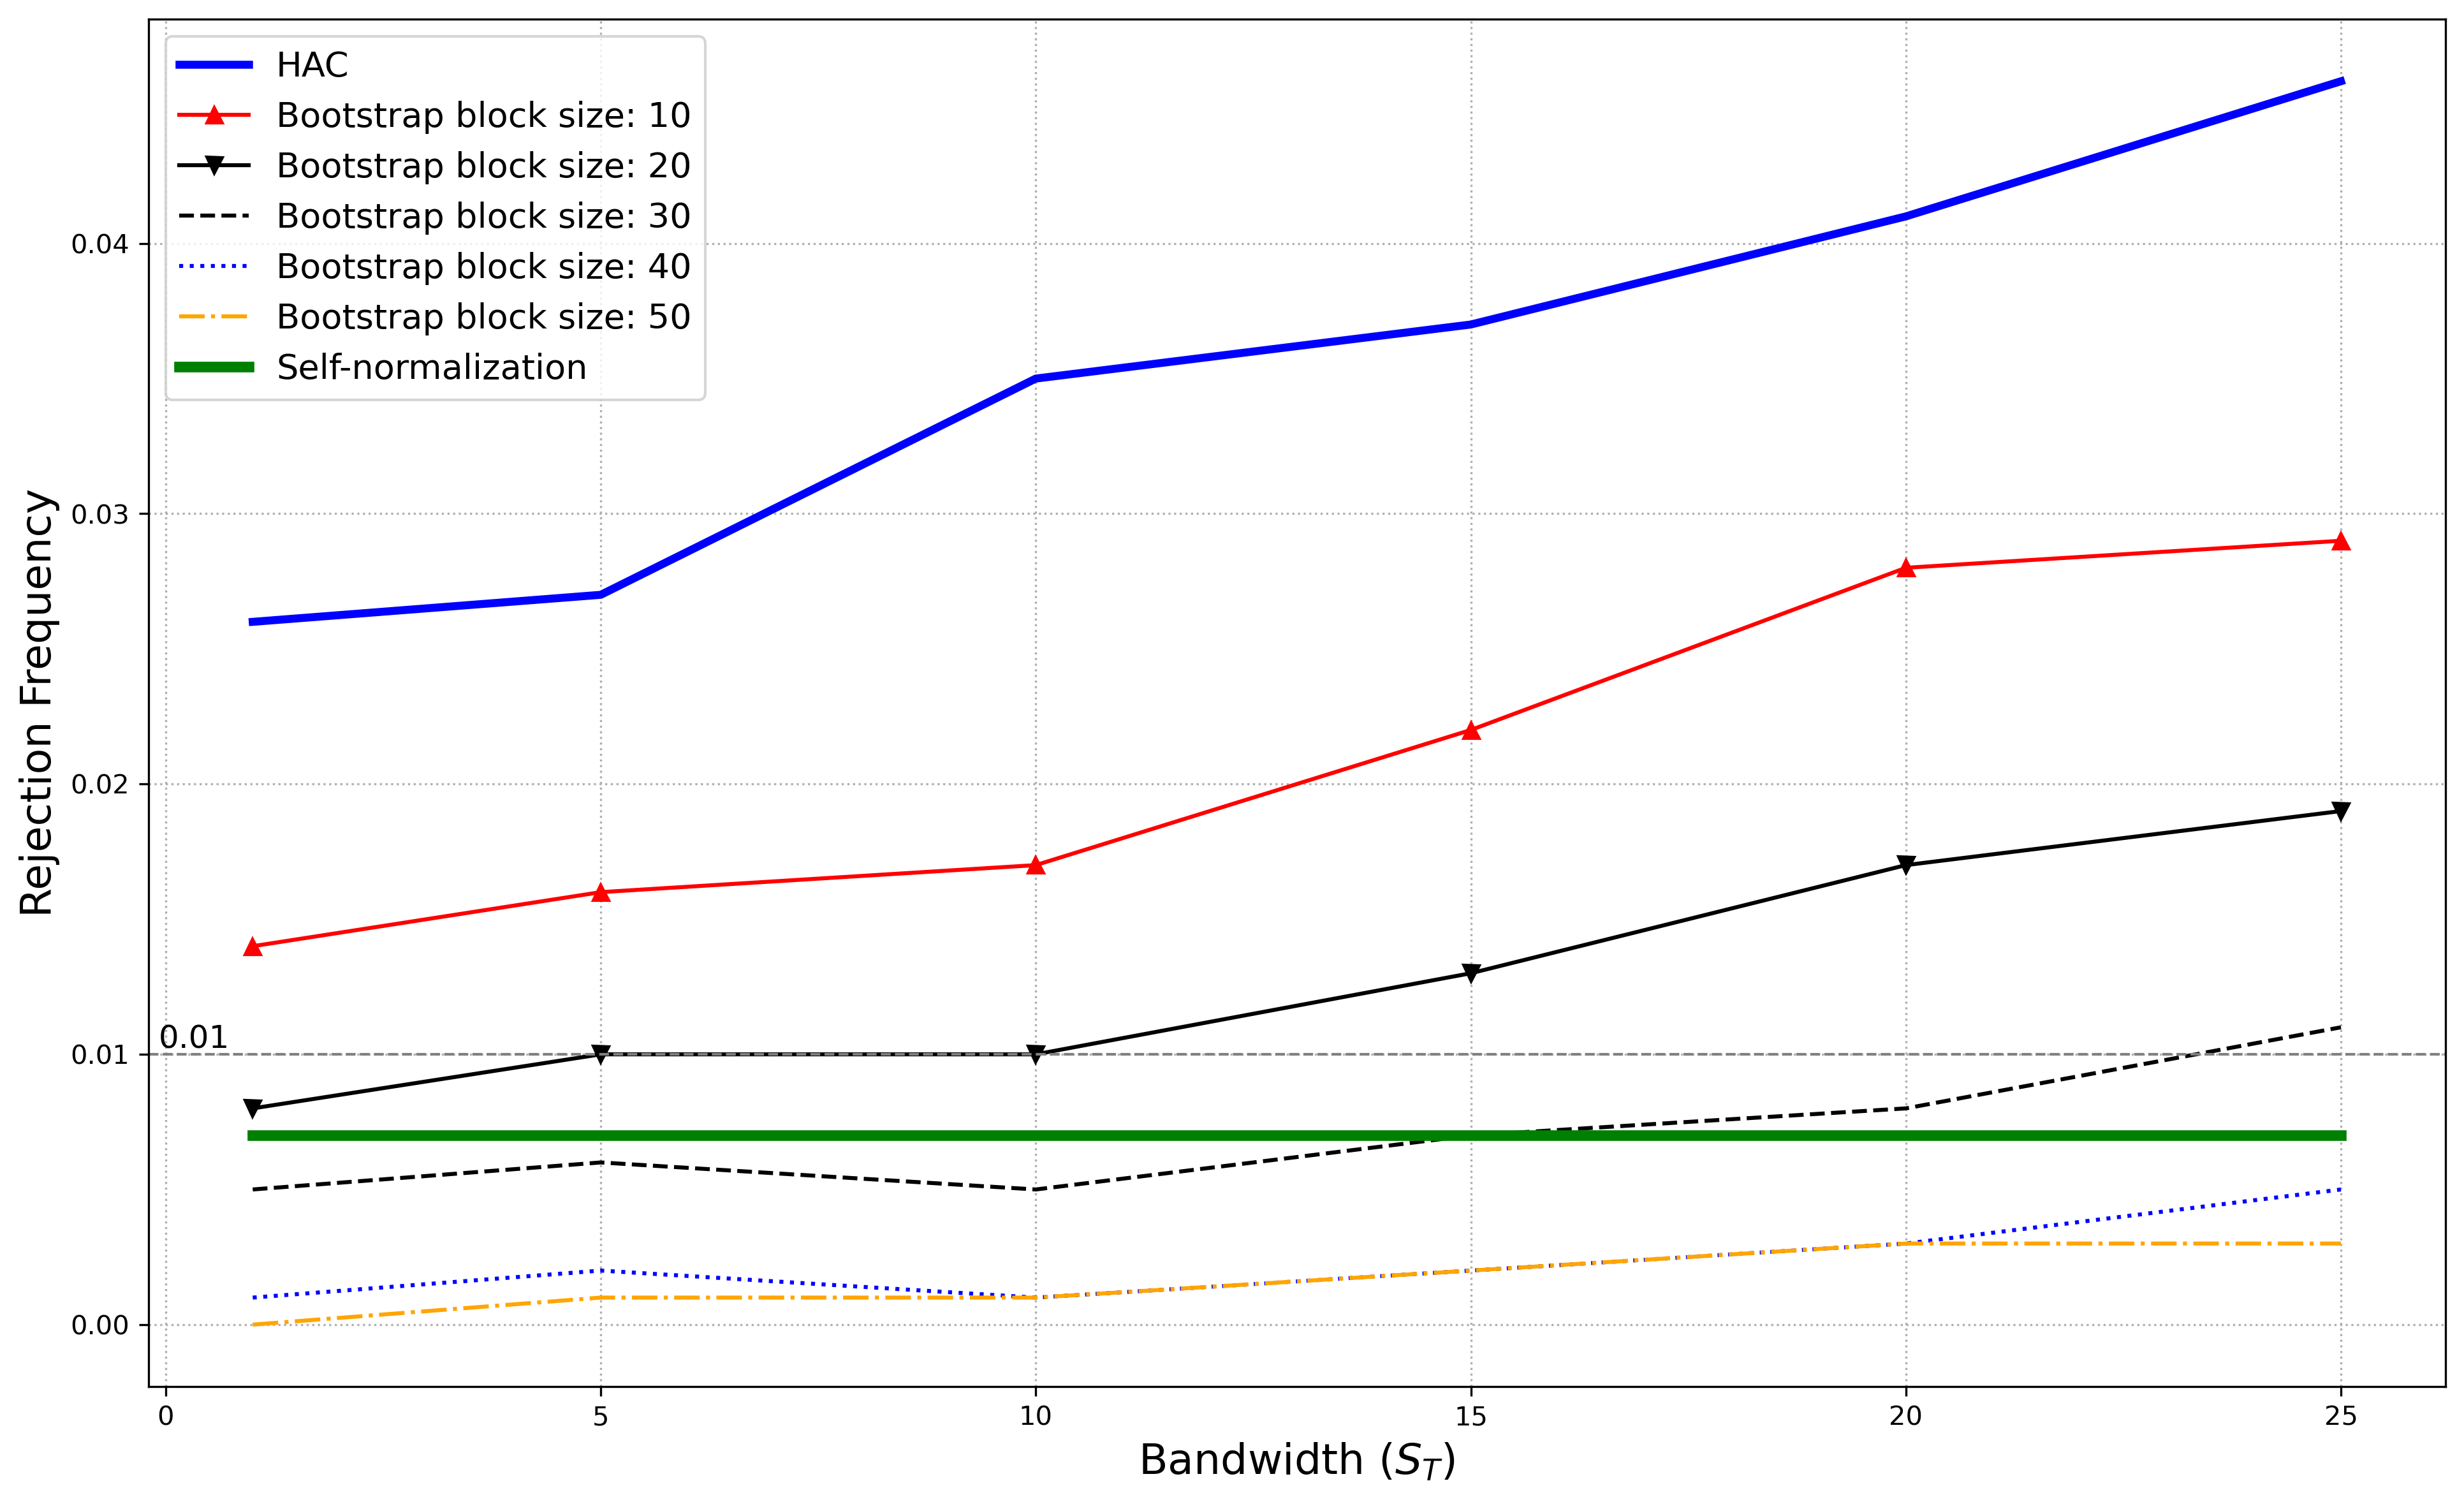 HAC
Bootstrap block size: 10
Bootstrap block size: 20
Bootstrap block size: 30
Bootstrap block size: 40
Bootstrap block size: 50
Self-normalization
Rejection Frequency
0.04
0.03
0.02
0.01
0.01
0.00
0 5 10 15 20 25
Bandwidth (S_T)